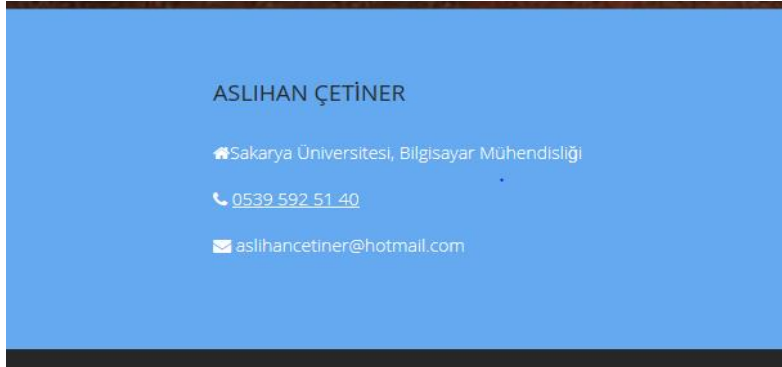 ASLIHAN ÇETİNER
Sakarya Üniversitesi, Bilgisayar Mühendisliği
0539 592 51 40
aslihancetiner@hotmail.com